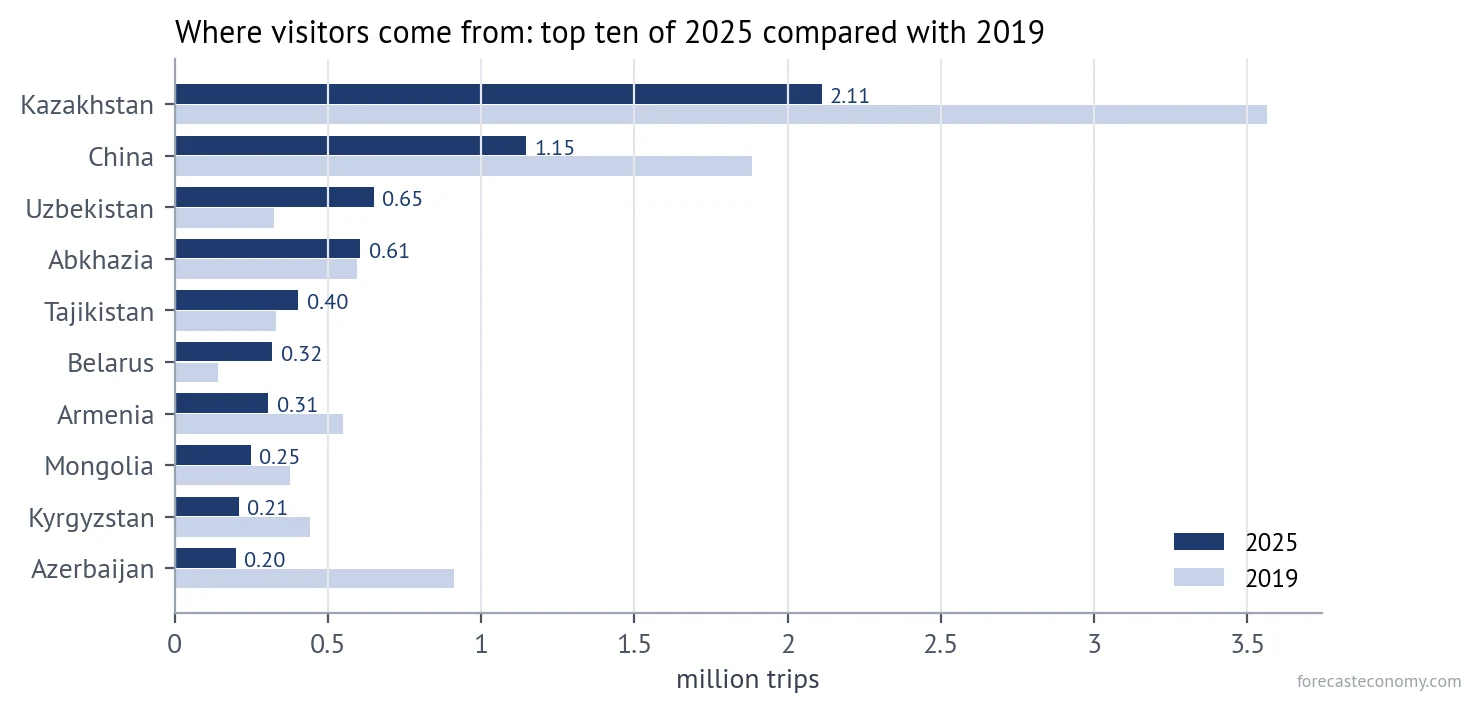 Where visitors come from: top ten of 2025 compared with 2019
Kazakhstan 2.11
China 1.15
Uzbekistan 0.65
Abkhazia 0.61
Tajikistan 0.40
Belarus 0.32
Armenia 0.31
Mongolia 0.25
Kyrgyzstan 0.21
Azerbaijan 0.20
2025
2019
0 0.5 1 1.5 2 2.5 3 3.5
million trips
forecasteconomy.com